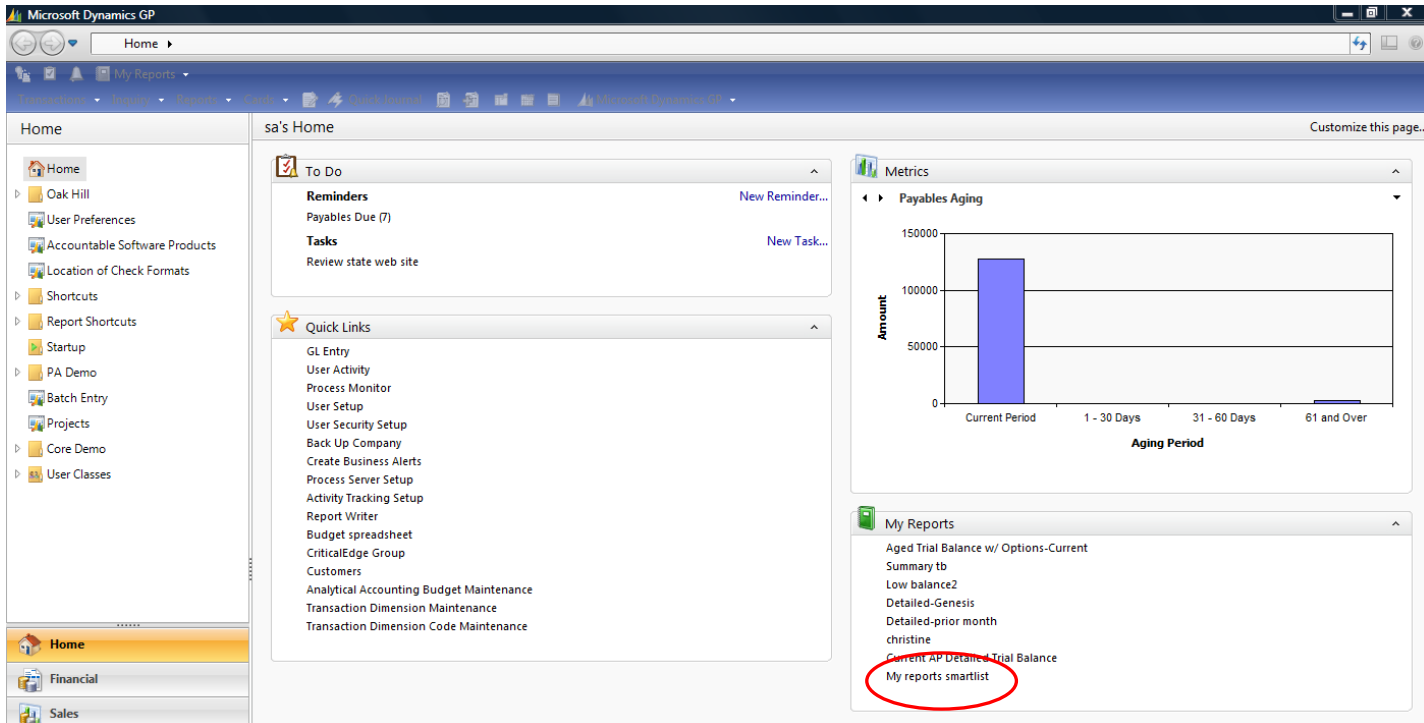 Microsoft Dynamics GP
Home
My Reports
Transactions Inquiry Reports Cards Quick Journal Microsoft Dynamics GP
Home
sa's Home
Customize this page..
Home
Oak Hill
User Preferences
Accountable Software Products
Location of Check Formats
Shortcuts
Report Shortcuts
Startup
PA Demo
Batch Entry
Projects
Core Demo
User Classes
Home
Financial
Sales
To Do
Reminders New Reminder...
Payables Due (7)
Tasks New Task...
Review state web site
Quick Links
GL Entry
User Activity
Process Monitor
User Setup
User Security Setup
Back Up Company
Create Business Alerts
Process Server Setup
Activity Tracking Setup
Report Writer
Budget spreadsheet
CriticalEdge Group
Customers
Analytical Accounting Budget Maintenance
Transaction Dimension Maintenance
Transaction Dimension Code Maintenance
Metrics
Payables Aging
150000
100000
50000
0
Amount
Current Period 1 - 30 Days 31 - 60 Days 61 and Over
Aging Period
My Reports
Aged Trial Balance w/ Options-Current
Summary tb
Low balance2
Detailed-Genesis
Detailed-prior month
christine
Current AP Detailed Trial Balance
My reports smartlist